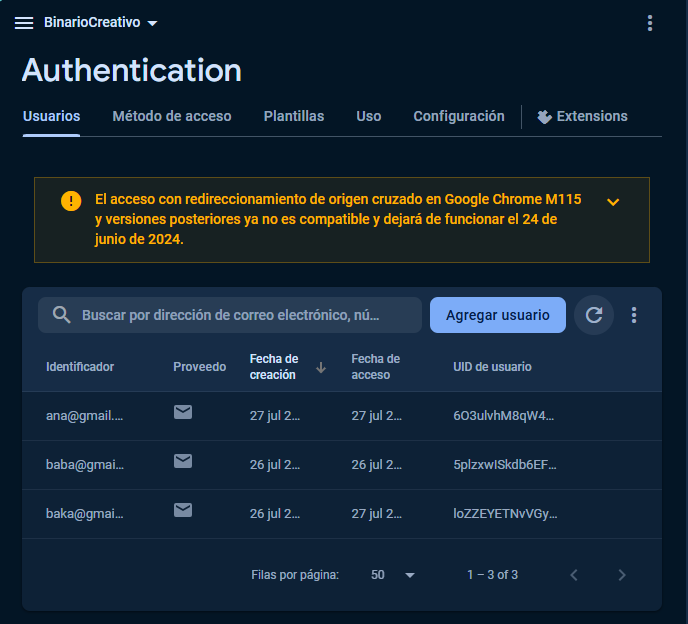 BinarioCreativo
Authentication
Usuarios Método de acceso Plantillas Uso Configuración Extensions
El acceso con redireccionamiento de origen cruzado en Google Chrome M115
y versiones posteriores ya no es compatible y dejará de funcionar el 24 de
junio de 2024.
Buscar por dirección de correo electrónico, nú... Agregar usuario
Identificador Proveedo Fecha de creación Fecha de acceso UID de usuario
ana@gmail.... 27 jul 2... 27 jul 2... 6O3ulvhM8qW4...
baba@gmai... 26 jul 2... 26 jul 2... 5plzxwISkdb6EF...
baka@gmai... 26 jul 2... 27 jul 2... loZZEYETNvVGy...
Filas por página: 50 1 – 3 of 3